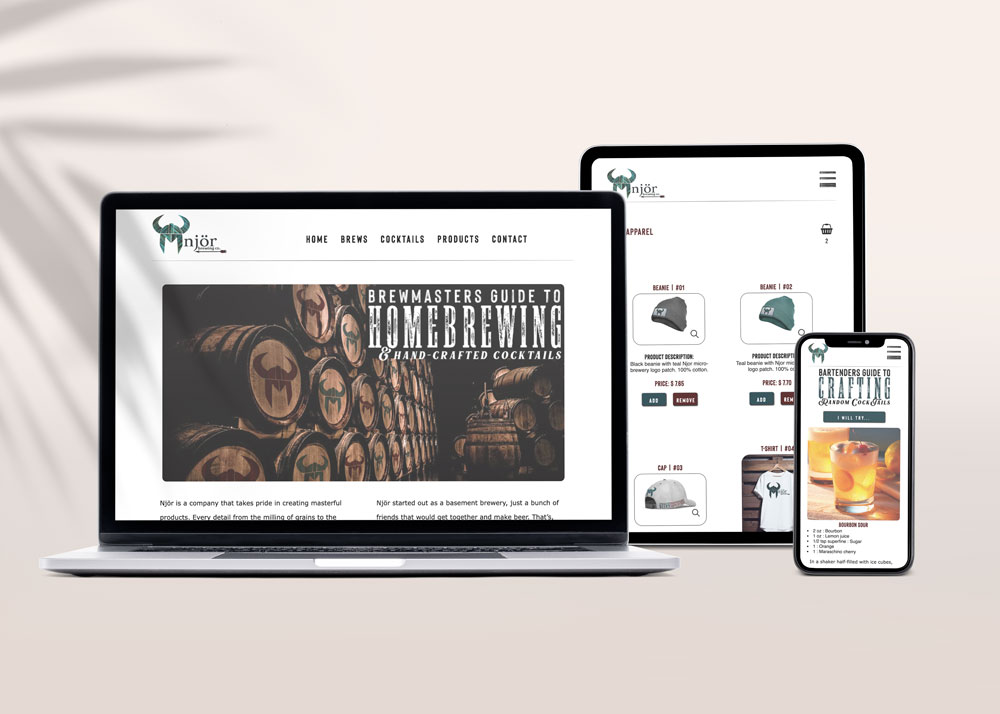 njör
brewing co.
HOME BREWS COCKTAILS PRODUCTS CONTACT
BREWMASTERS GUIDE TO
HOMEBREWING
& HAND-CRAFTED COCKTAILS
Njör is a company that takes pride in creating masterful
products. Every detail from the milling of grains to the
Njör started out as a basement brewery, just a bunch of
friends that would get together and make beer. That's,
njör
brewing co.
APPAREL
2
BEANIE | #01
PRODUCT DESCRIPTION:
Black beanie with teal Njor micro-
brewery logo patch. 100% cotton.
PRICE: $ 7.65
ADD REMOVE
BEANIE | #02
PRODUCT DESCRIPTI
Teal beanie with Njor mic
logo patch. 100% cott
PRICE: $ 7.70
ADD REM
CAP | #03
T-SHIRT | #04
BARTENDERS GUIDE TO
CRAFTING
RANDOM COCKTAILS
I WILL TRY...
BOURBON SOUR
• 2 oz : Bourbon
• 1 oz : Lemon juice
• 1/2 tsp superfine : Sugar
• 1 : Orange
• 1 : Maraschino cherry
In a shaker half-filled with ice cubes,